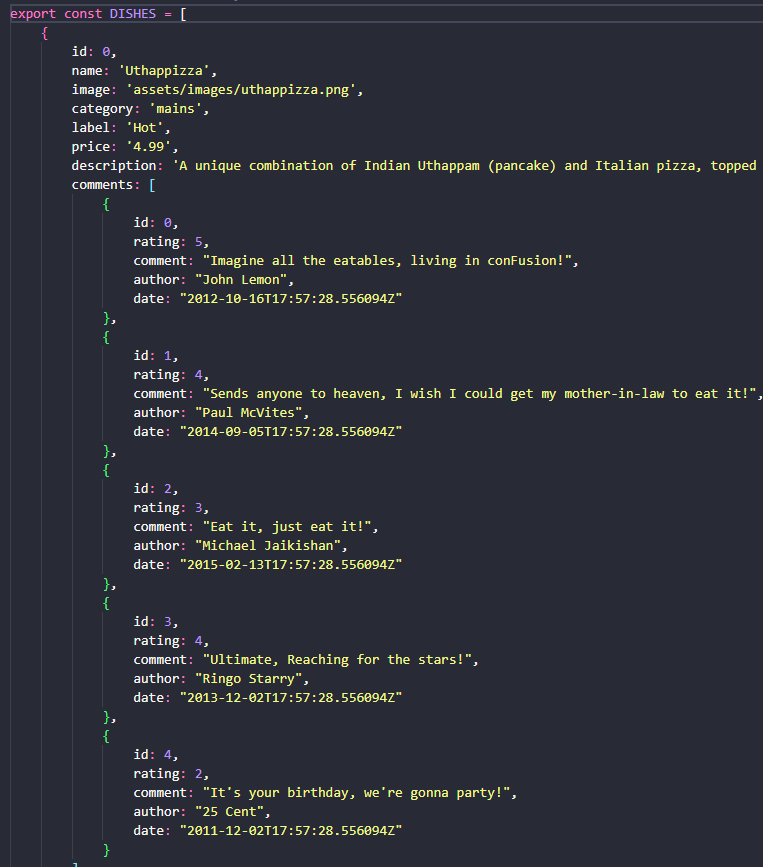 export const DISHES = [
{
id: 0,
name: 'Uthappizza',
image: 'assets/images/uthappizza.png',
category: 'mains',
label: 'Hot',
price: '4.99',
description: 'A unique combination of Indian Uthappam (pancake) and Italian pizza, topped
comments: [
{
id: 0,
rating: 5,
comment: "Imagine all the eatables, living in conFusion!",
author: "John Lemon",
date: "2012-10-16T17:57:28.556094Z"
},
{
id: 1,
rating: 4,
comment: "Sends anyone to heaven, I wish I could get my mother-in-law to eat it!",
author: "Paul McVites",
date: "2014-09-05T17:57:28.556094Z"
},
{
id: 2,
rating: 3,
comment: "Eat it, just eat it!",
author: "Michael Jaikishan",
date: "2015-02-13T17:57:28.556094Z"
},
{
id: 3,
rating: 4,
comment: "Ultimate, Reaching for the stars!",
author: "Ringo Starry",
date: "2013-12-02T17:57:28.556094Z"
},
{
id: 4,
rating: 2,
comment: "It's your birthday, we're gonna party!",
author: "25 Cent",
date: "2011-12-02T17:57:28.556094Z"
}